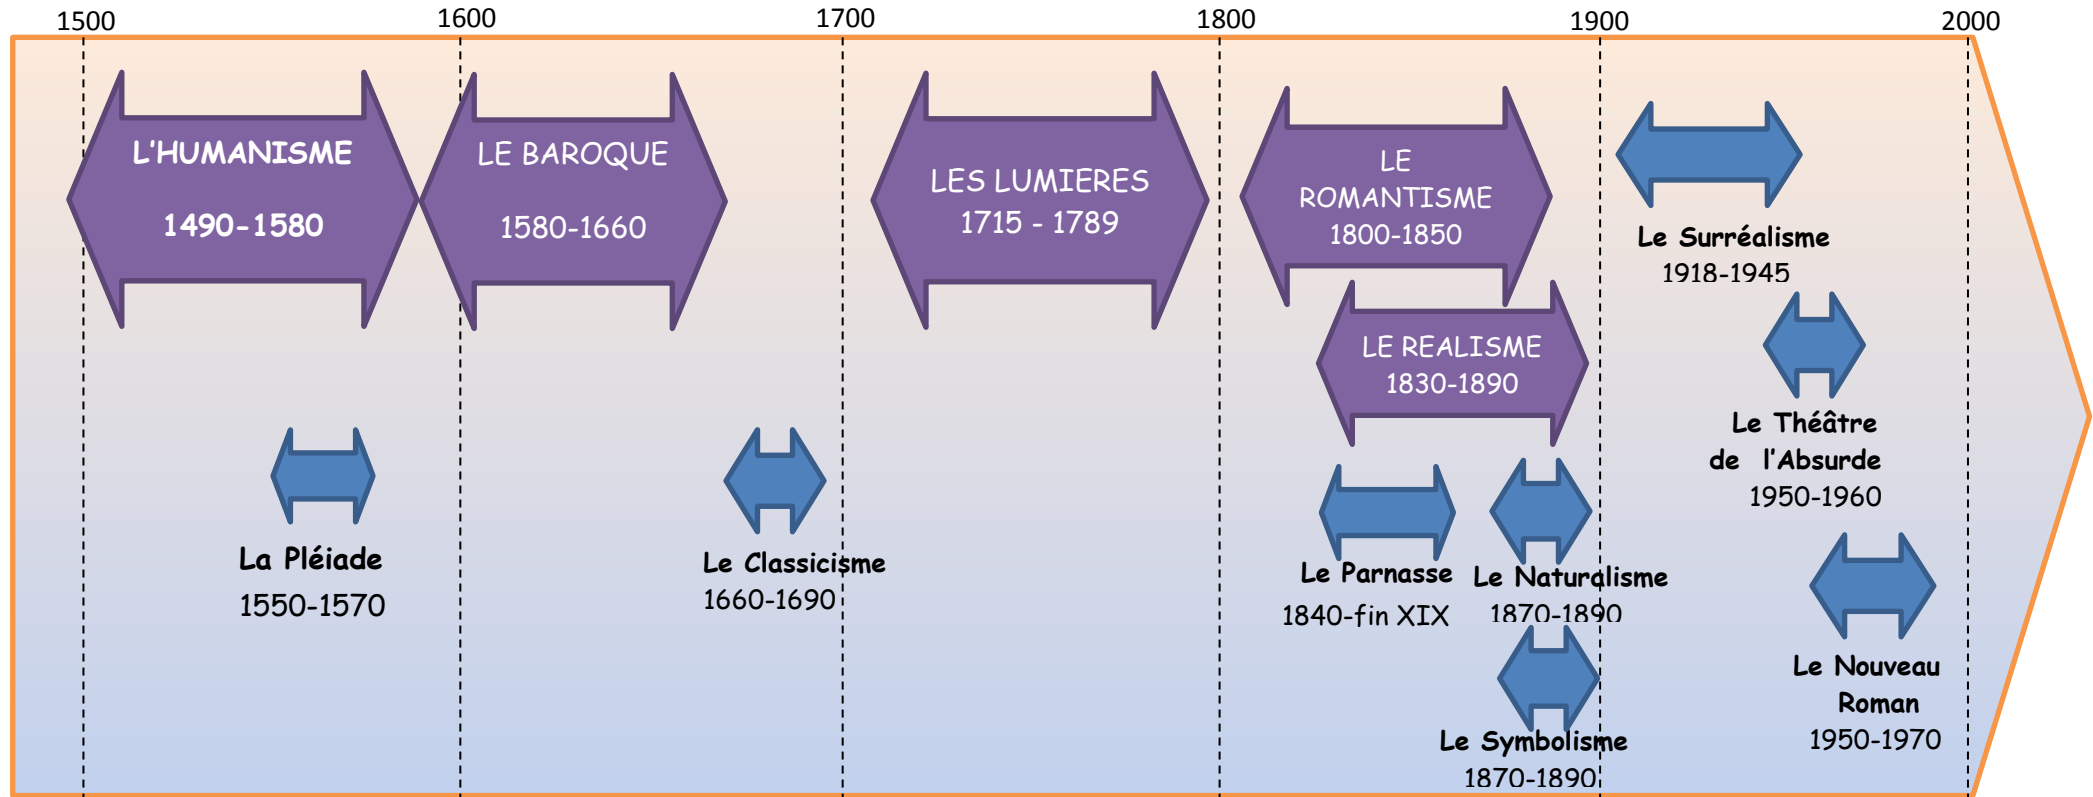 1500
1600
1700
1800
1900
2000
L'HUMANISME
1490-1580
LE BAROQUE
1580-1660
LES LUMIERES
1715 - 1789
LE
ROMANTISME
1800-1850
Le Surréalisme
1918-1945
LE REALISME
1830-1890
Le Théâtre
de l'Absurde
1950-1960
La Pléiade
1550-1570
Le Classicisme
1660-1690
Le Parnasse
1840-fin XIX
Le Naturalisme
1870-1890
Le Nouveau
Roman
1950-1970
Le Symbolisme
1870-1890